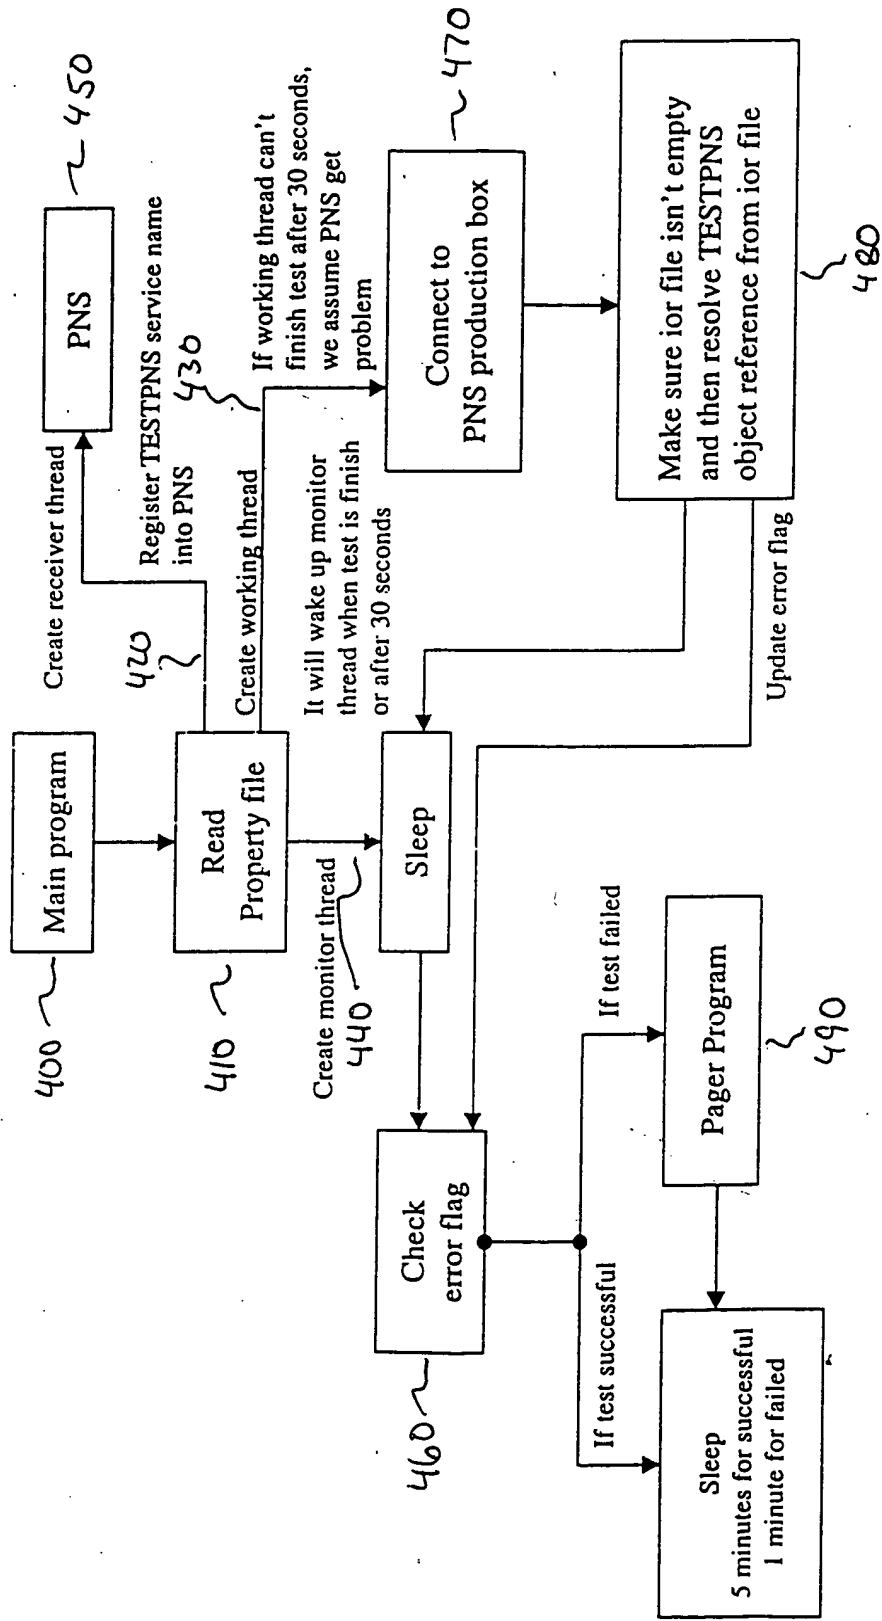 400
Main program
410
Read
Property file
Create receiver thread
420
PNS
450
Register TESTPNS service name
into PNS
430
Create working thread
If working thread can't
finish test after 30 seconds,
we assume PNS get
problem
It will wake up monitor
thread when test is finish
or after 30 seconds
Create monitor thread
440
Sleep
Connect to
PNS production box
470
Make sure ior file isn't empty
and then resolve TESTPNS
object reference from ior file
480
Update error flag
460
Check
error flag
If test successful
If test failed
Pager Program
490
Sleep
5 minutes for successful
1 minute for failed